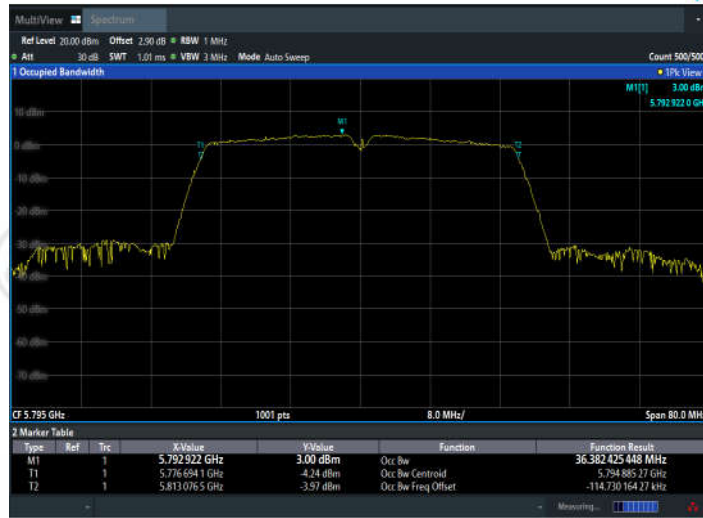 MultiView Spectrum
Ref Level 20.00 dBm Offset 2.90 dB RBW 1 MHz
Att 30 dB SWT 1.01 ms VBW 3 MHz Mode Auto Sweep Count 500/500
1 Occupied Bandwidth 1Pk View
M1[1] 3.00 dBm
5.792 922 0 GH
M1
10 dBm
T1 T2
0 dBm
-10 dBm
-20 dBm
-30 dBm
-40 dBm
-50 dBm
-60 dBm
-70 dBm
CF 5.795 GHz 1001 pts 8.0 MHz/ Span 80.0 MH
2 Marker Table
Type Ref Trc X-Value Y-Value Function Function Result
M1 1 5.792 922 GHz 3.00 dBm Occ Bw 36.382 425 448 MHz
T1 1 5.776 694 1 GHz -4.24 dBm Occ Bw Centroid 5.794 885 27 GHz
T2 1 5.813 076 5 GHz -3.97 dBm Occ Bw Freq Offset -114.730 164 27 kHz
Measuring...